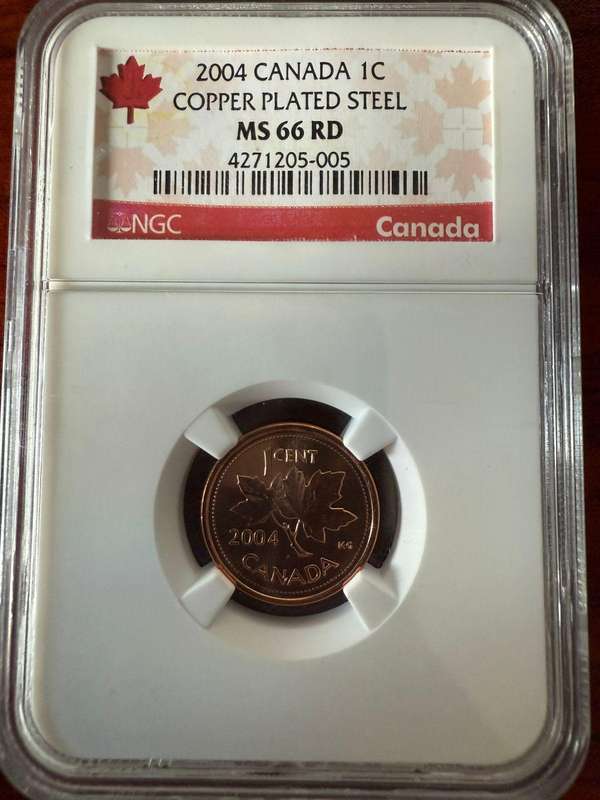 2004 CANADA 1C
COPPER PLATED STEEL
MS 66 RD
4271205-005
NGC Canada
1 CENT
2004 KG
CANADA